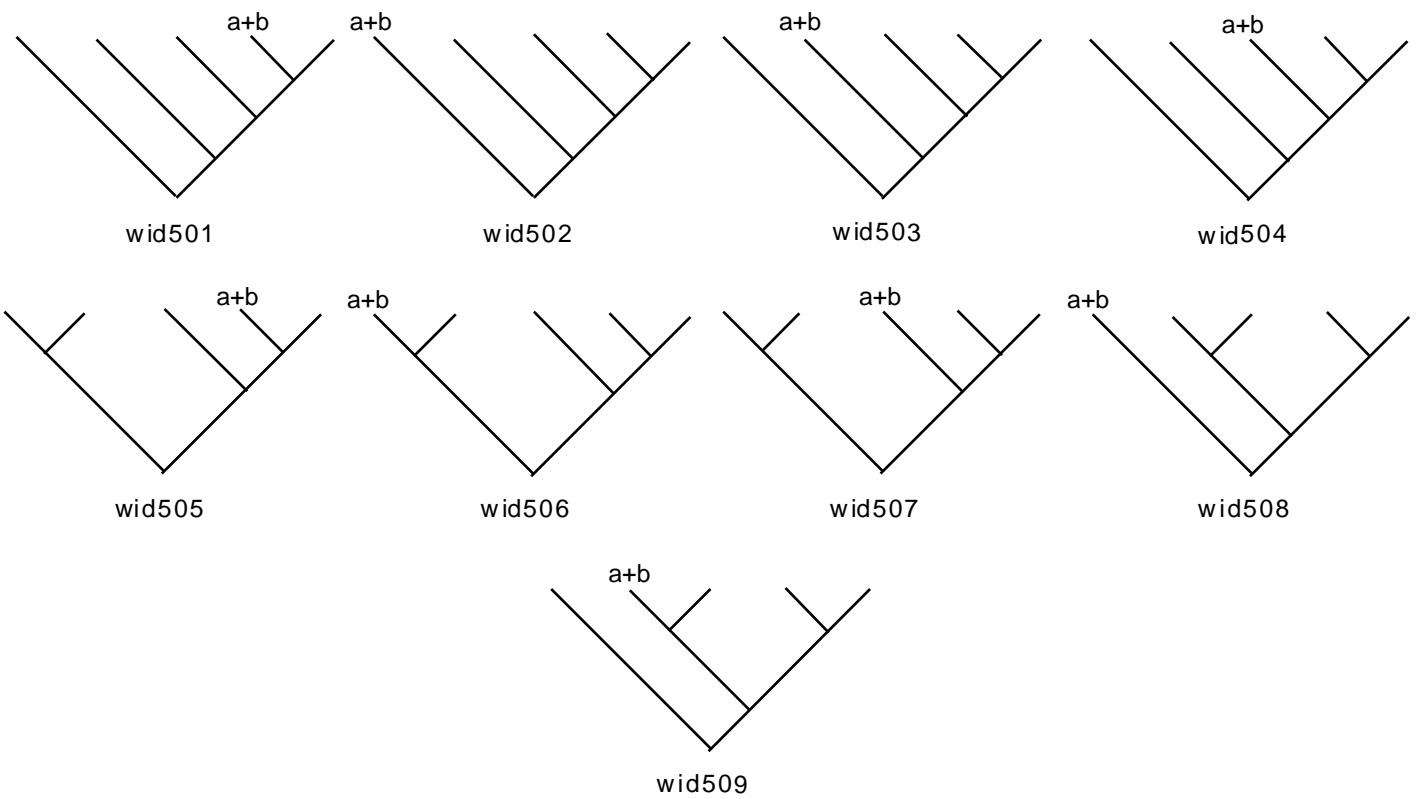 a+b a+b a+b a+b
wid501 wid502 wid503 wid504
a+b a+b a+b a+b
wid505 wid506 wid507 wid508
a+b
wid509